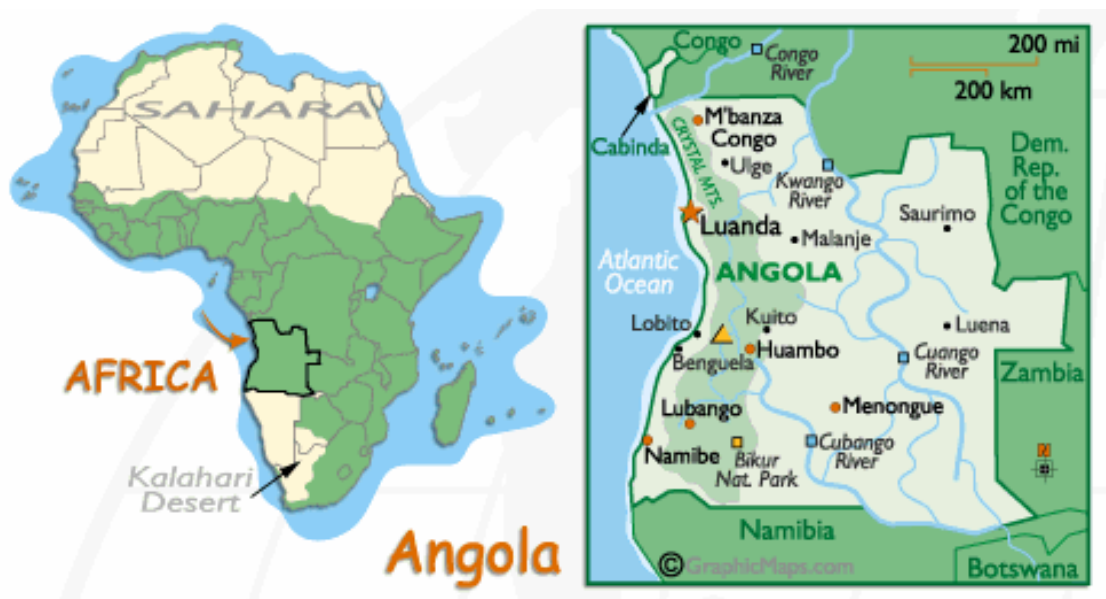 SAHARA
AFRICA
Kalahari
Desert
Angola
Congo
Congo
River
200 mi
200 km
Cabinda
M'banza
Congo
CRYSTAL MTS
Ulge
Kwango
River
Dem.
Rep.
of the
Congo
Saurimo
Luanda
Malanje
Atlantic
Ocean
ANGOLA
Lobito
Kuito
Luena
Benguela
Huambo
Cuango
River
Zambia
Lubango
Menongue
Namibe
Bikur
Nat. Park
Cubango
River
Namibia
© GraphicMaps.com
Botswana